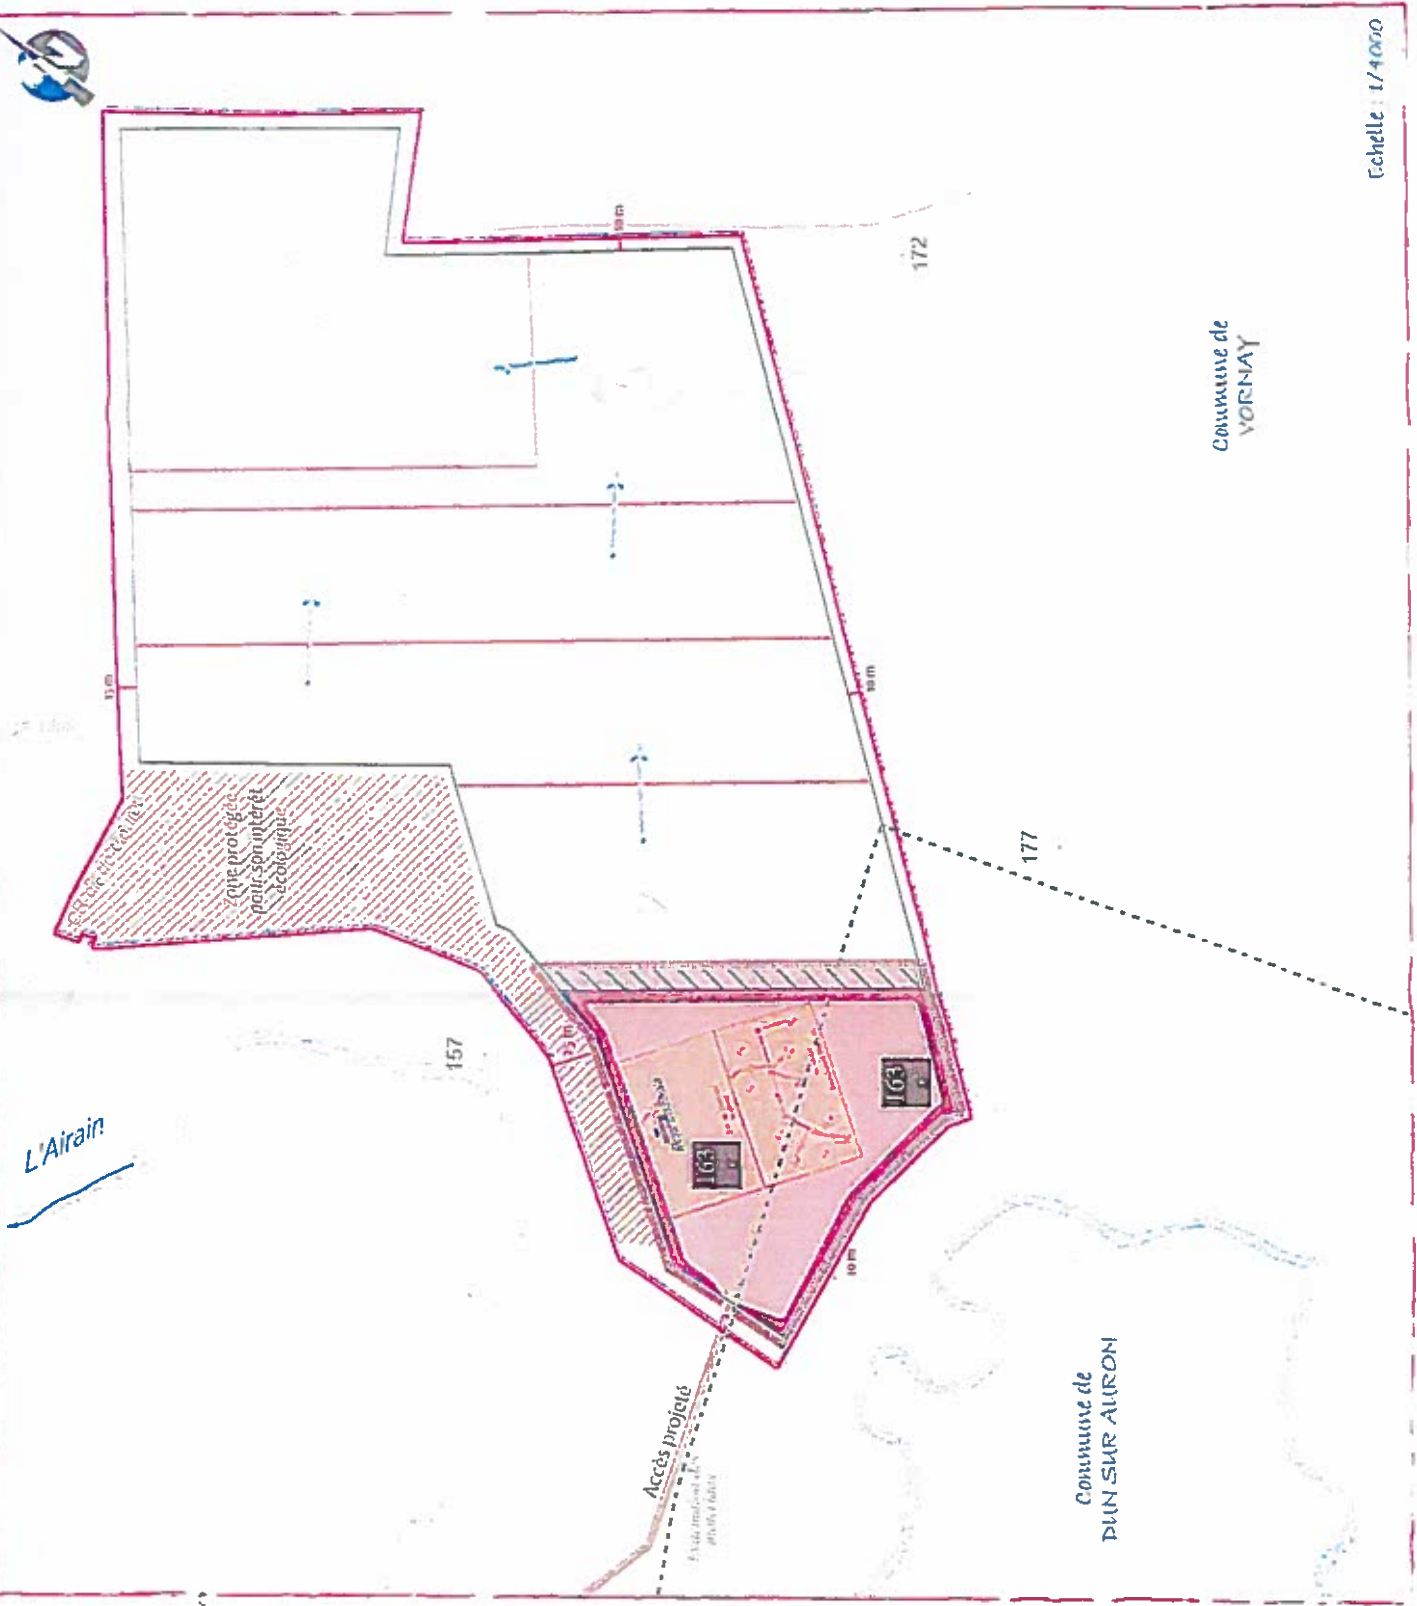 Echelle : 1/4000
10 m
172
Commune de
VORNAY
15 m
10 m
Zone protégée
pour son intérêt
écologique
177
157
L'Airain
163
163
10 m
Accès projeté
Commune de
DUN SUR AURON